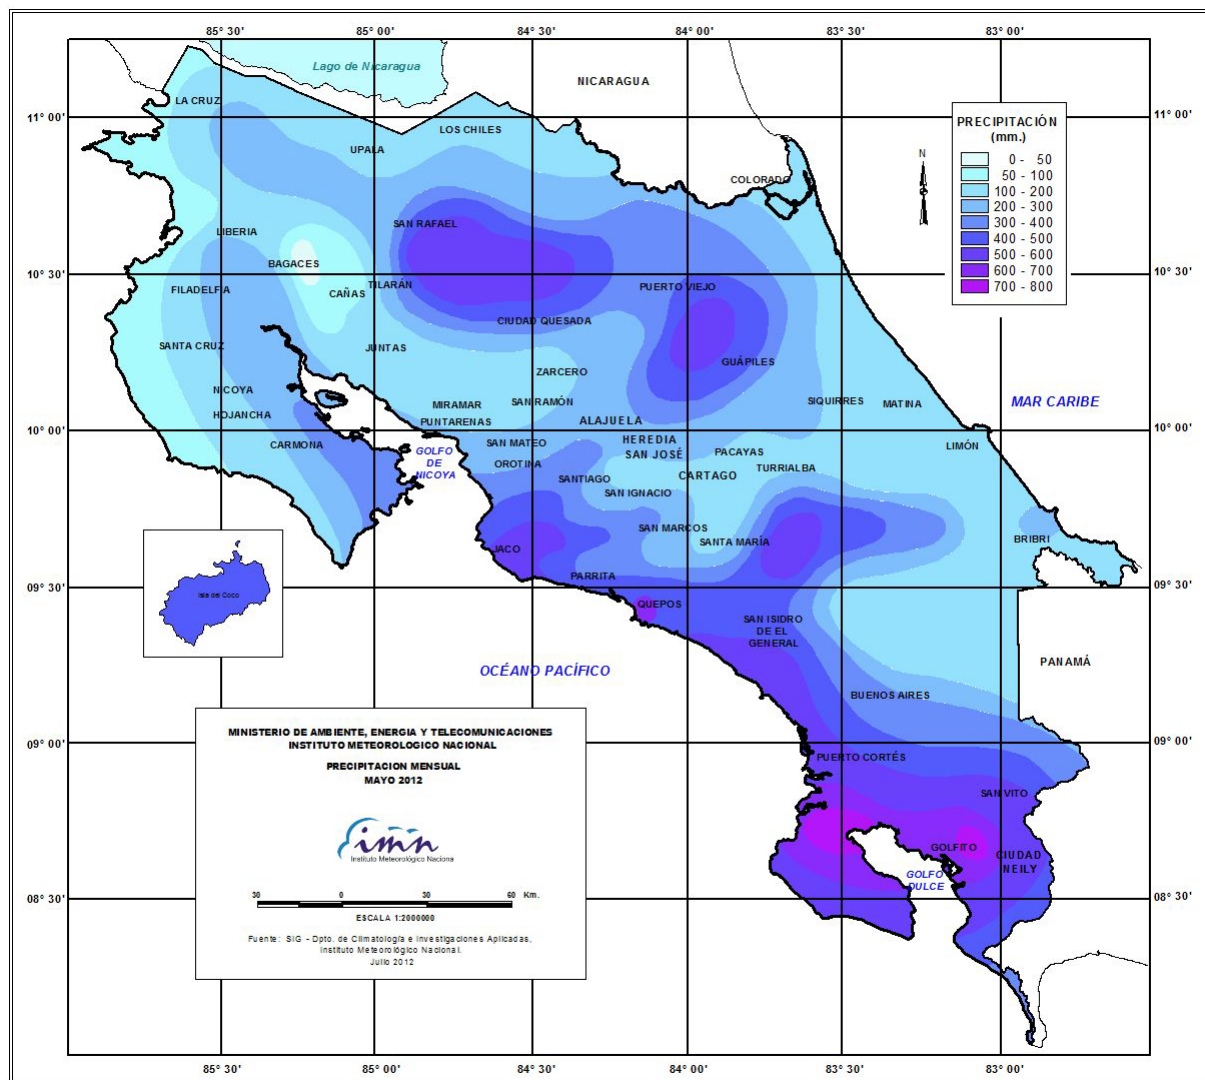 85° 30'
85° 00'
84° 30'
84° 00'
83° 30'
83° 00'
Lago de Nicaragua
NICARAGUA
LA CRUZ
11° 00'
LOS CHILES
11° 00'
UPALA
COLORADO
PRECIPITACIÓN
(mm.)
0 - 50
50 - 100
100 - 200
200 - 300
300 - 400
400 - 500
500 - 600
600 - 700
700 - 800
N
SAN RAFAEL
LIBERIA
BAGACES
10° 30'
10° 30'
FILADELFIA
CAÑAS
TILARÁN
PUERTO VIEJO
CIUDAD QUESADA
SANTA CRUZ
JUNTAS
GUÁPILES
ZARCERO
NICOYA
HOJANCHA
MIRAMAR
SAN RAMÓN
SIQUIRRES
MATINA
MAR CARIBE
PUNTARENAS
ALAJUELA
10° 00'
10° 00'
CARMONA
GOLFO
DE
NICOYA
SAN MATEO
HEREDIA
SAN JOSÉ
PACAYAS
LIMÓN
OROTINA
TURRIALBA
SANTIAGO
CARTAGO
SAN IGNACIO
SAN MARCOS
SANTA MARÍA
BRIBRI
JACO
PARRITA
09° 30'
09° 30'
Isla del Coco
QUEPOS
SAN ISIDRO
DE EL
GENERAL
OCÉANO PACÍFICO
PANAMÁ
BUENOS AIRES
MINISTERIO DE AMBIENTE, ENERGIA Y TELECOMUNICACIONES
INSTITUTO METEOROLOGICO NACIONAL
PRECIPITACION MENSUAL
MAYO 2012
imn
Instituto Meteorológico Naciona
30 0 30 60 Km.
ESCALA 1:2000000
Fuente: SIG - Dpto. de Climatología e Investigaciones Aplicadas,
Instituto Meteorológico Nacional.
Julio 2012
09° 00'
09° 00'
PUERTO CORTÉS
SAN VITO
GOLFITO
CIUDAD
NEILY
GOLFO
DULCE
08° 30'
08° 30'
85° 30'
85° 00'
84° 30'
84° 00'
83° 30'
83° 00'